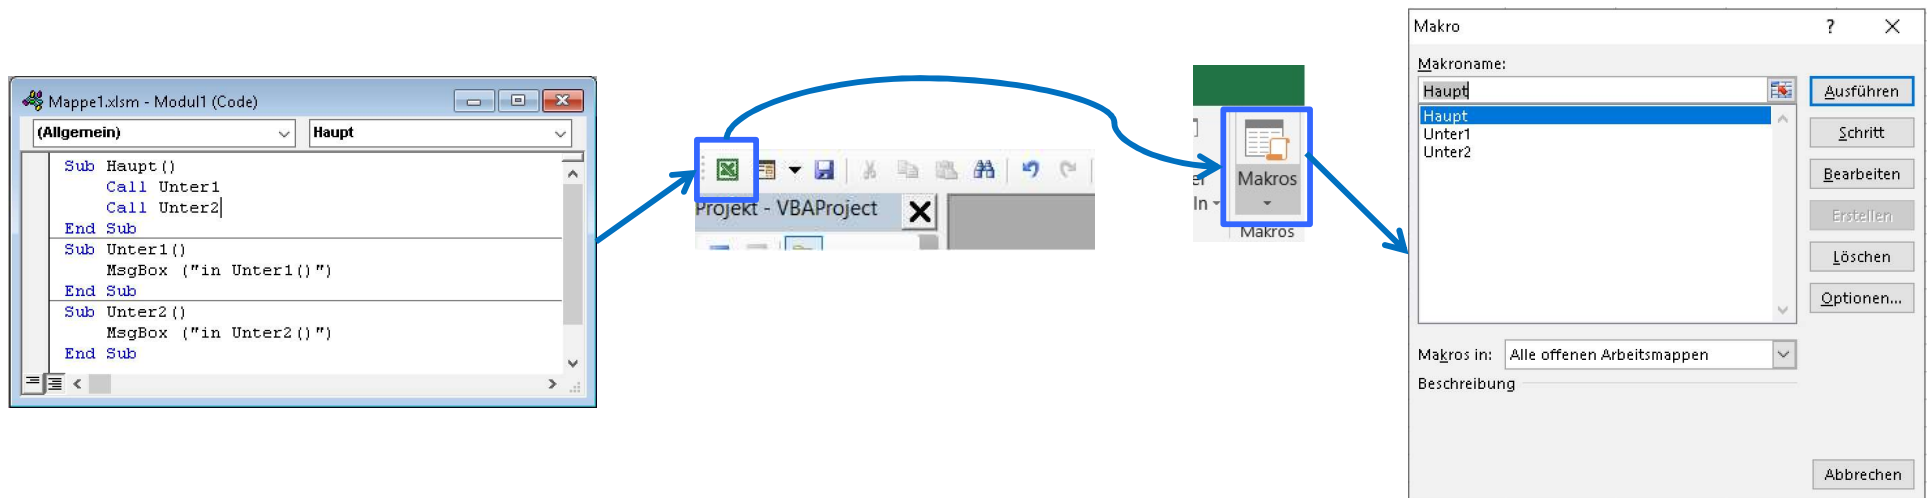 Mappe1.xlsm - Modul1 (Code)
(Allgemein)
Haupt
Sub Haupt()
Call Unter1
Call Unter2
End Sub
Sub Unter1()
MsgBox ("in Unter1()")
End Sub
Sub Unter2()
MsgBox ("in Unter2()")
End Sub
Projekt - VBAProject
Makros
Makros
Makro
Makroname:
Haupt
Haupt
Unter1
Unter2
Ausführen
Schritt
Bearbeiten
Erstellen
Löschen
Optionen...
Makros in: Alle offenen Arbeitsmappen
Beschreibung
Abbrechen